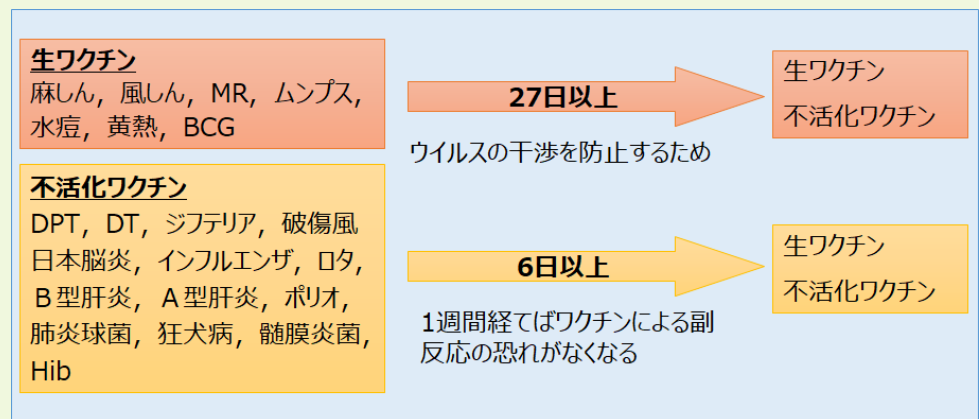 生ワクチン
麻しん，風しん，MR，ムンプス，
水痘，黄熱，BCG
27日以上
ウイルスの干渉を防止するため
生ワクチン
不活化ワクチン
不活化ワクチン
DPT，DT，ジフテリア，破傷風
日本脳炎，インフルエンザ，ロタ，
Ｂ型肝炎，Ａ型肝炎，ポリオ，
肺炎球菌，狂犬病，髄膜炎菌，
Hib
6日以上
1週間経てばワクチンによる副
反応の恐れがなくなる
生ワクチン
不活化ワクチン